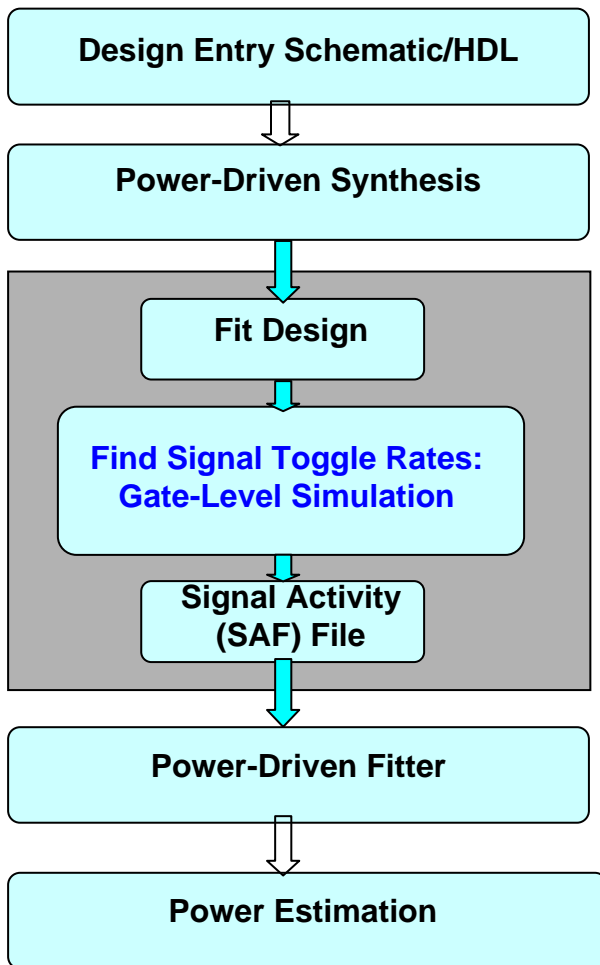 Design Entry Schematic/HDL
Power-Driven Synthesis
Fit Design
Find Signal Toggle Rates:
Gate-Level Simulation
Signal Activity
(SAF) File
Power-Driven Fitter
Power Estimation